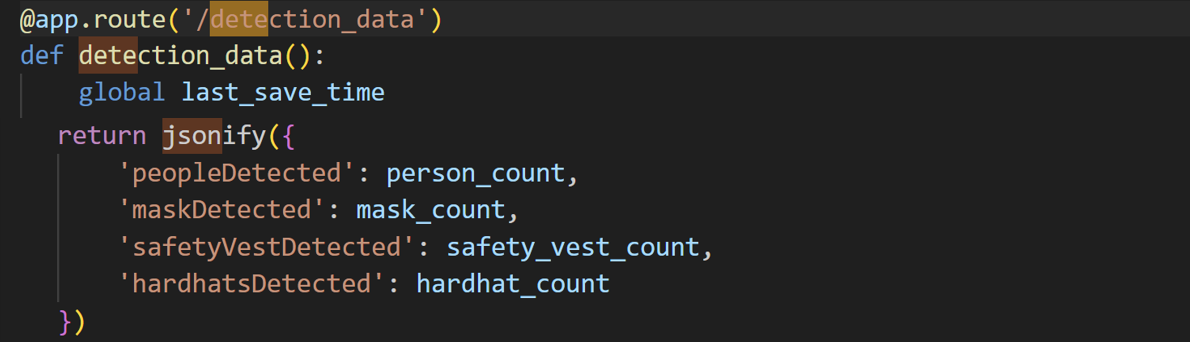 @app.route('/detection_data')
def detection_data():
    global last_save_time
  return jsonify({
      'peopleDetected': person_count,
      'maskDetected': mask_count,
      'safetyVestDetected': safety_vest_count,
      'hardhatsDetected': hardhat_count
  })